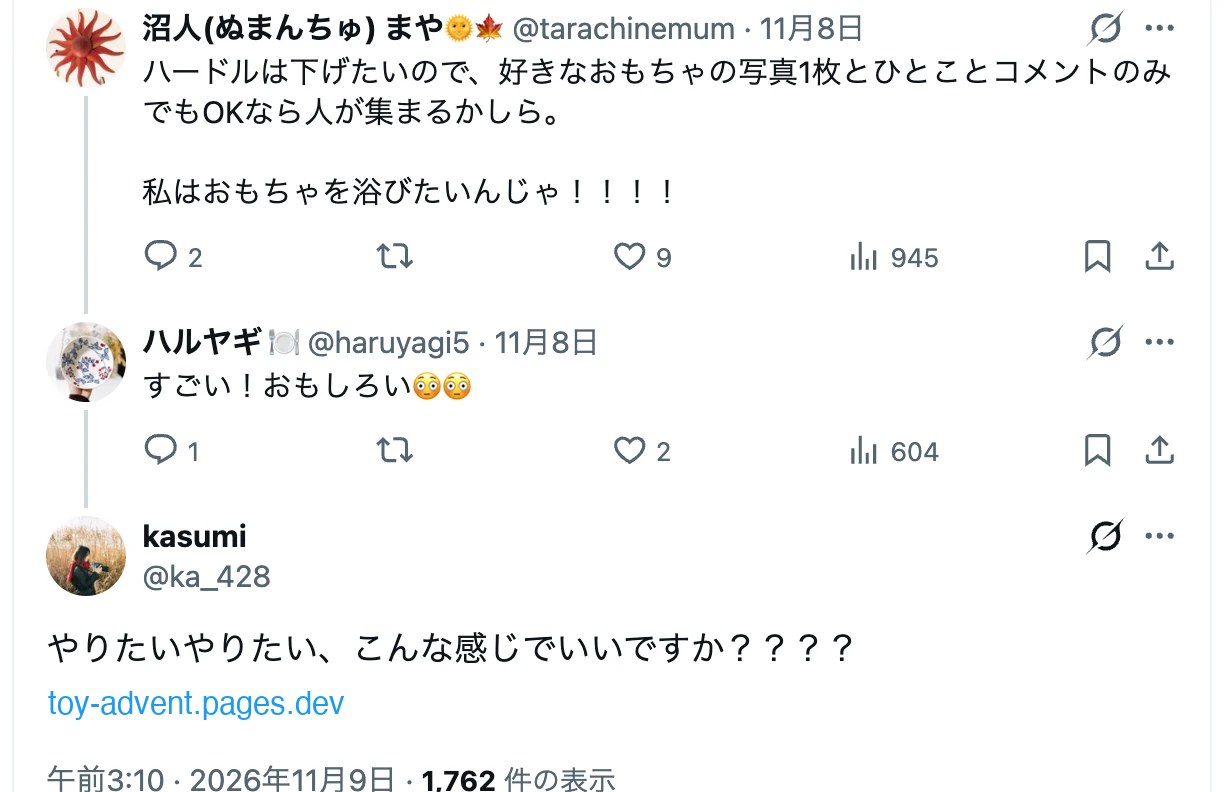 沼人(ぬまんちゅ) まや🌞🍁 @tarachinemum · 11月8日
ハードルは下げたいので、好きなおもちゃの写真1枚とひとことコメントのみ
でもOKなら人が集まるかしら。
私はおもちゃを浴びたいんじゃ！！！！
2 9 945
ハルヤギ🍽️ @haruyagi5 · 11月8日
すごい！おもしろい😳😳
1 2 604
kasumi
@ka_428
やりたいやりたい、こんな感じでいいですか？？？？
toy-advent.pages.dev
午前3:10 · 2026年11月9日 · 1,762 件の表示